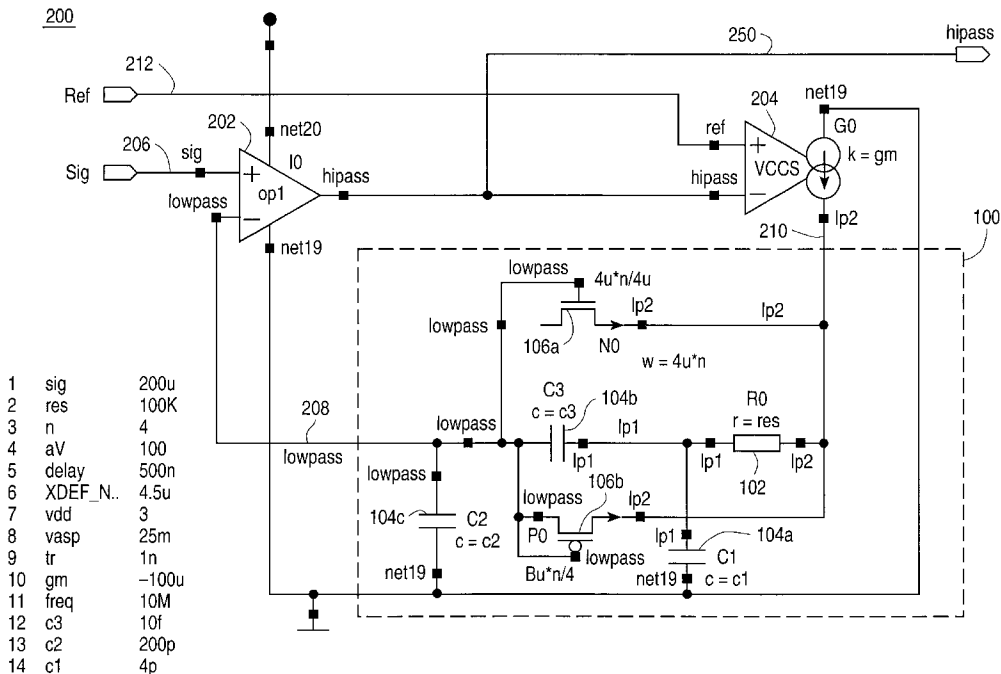 200
250
hipass
212
Ref
net19
202
204
G0
ref
net20
206
sig
I0
+
VCCS
k = gm
Sig
+
op1
hipass
hipass
−
lowpass
−
lp2
net19
210
100
lowpass
4u*n/4u
lp2
lp2
lowpass
106a
N0
w = 4u*n
C3
104b
R0
208
c = c3
r = res
lowpass
lp1
lowpass
lp1
lp1
lp2
102
lowpass
106b
lowpass
lp2
104c
C2
P0
lp1
104a
c = c2
lowpass
C1
net19
Bu*n/4
net19
c = c1
1 sig 200u
2 res 100K
3 n 4
4 aV 100
5 delay 500n
6 XDEF_N.. 4.5u
7 vdd 3
8 vasp 25m
9 tr 1n
10 gm −100u
11 freq 10M
12 c3 10f
13 c2 200p
14 c1 4p